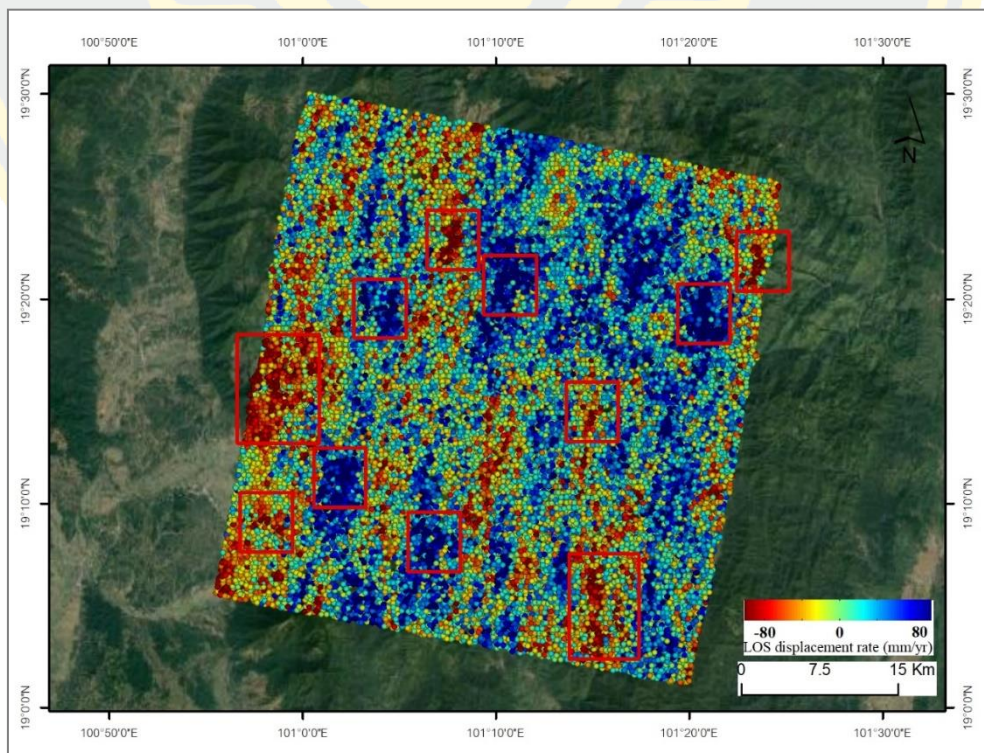 100°50'0"E 101°0'0"E 101°10'0"E 101°20'0"E 101°30'0"E
19°30'0"N 19°30'0"N
N
19°20'0"N 19°20'0"N
19°10'0"N 19°10'0"N
-80 0 80
LOS displacement rate (mm/yr)
0 7.5 15 Km
19°0'0"N 19°0'0"N
100°50'0"E 101°0'0"E 101°10'0"E 101°20'0"E 101°30'0"E